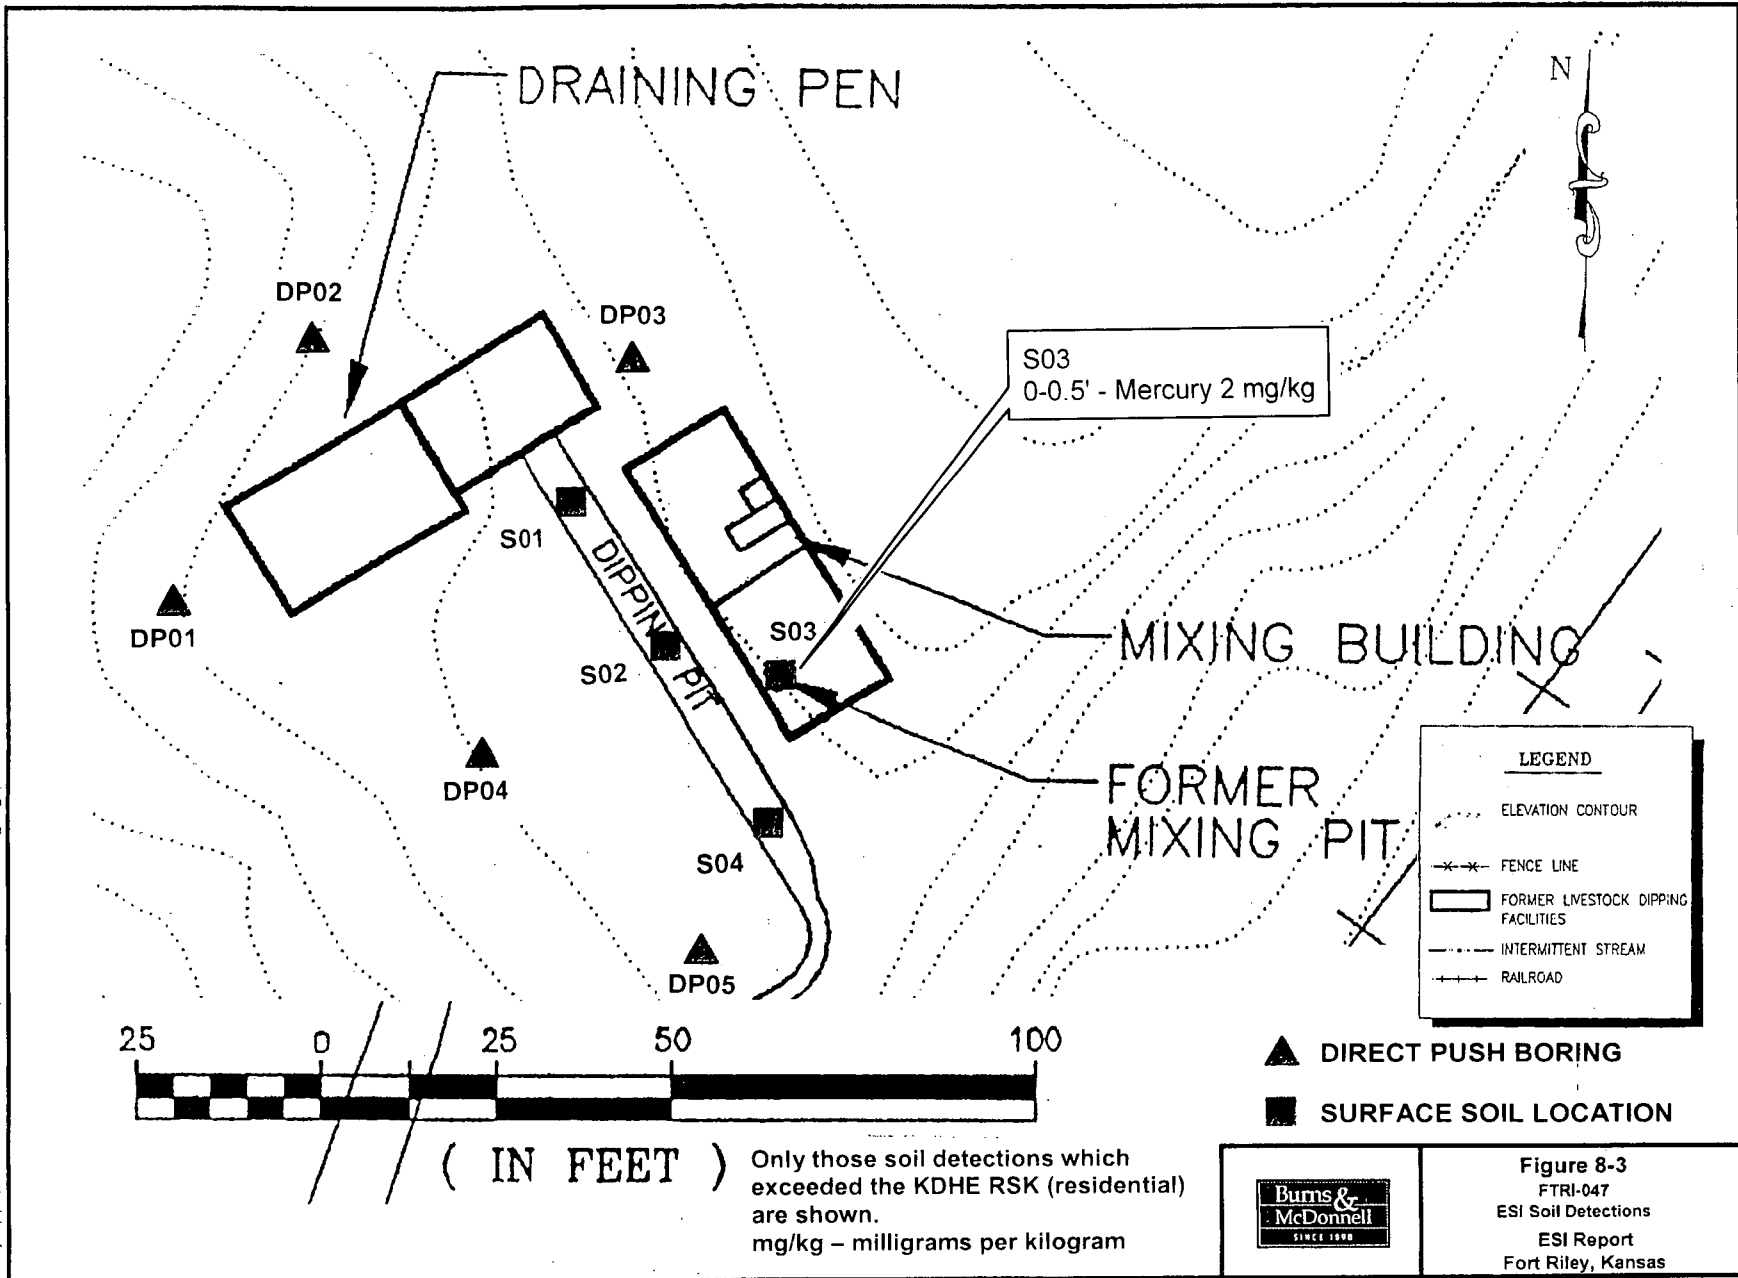 DRAINING PEN
N
DP02
DP03
S03
0-0.5' - Mercury 2 mg/kg
S01
DIPPING PIT
DP01
S02
S03
MIXING BUILDING
DP04
S04
FORMER
MIXING PIT
DP05
LEGEND
ELEVATION CONTOUR
FENCE LINE
FORMER LIVESTOCK DIPPING
FACILITIES
INTERMITTENT STREAM
RAILROAD
25 0 25 50 100
( IN FEET )
DIRECT PUSH BORING
SURFACE SOIL LOCATION
Only those soil detections which
exceeded the KDHE RSK (residential)
are shown.
mg/kg – milligrams per kilogram
Burns &
McDonnell
SINCE 1898
Figure 8-3
FTRI-047
ESI Soil Detections
ESI Report
Fort Riley, Kansas